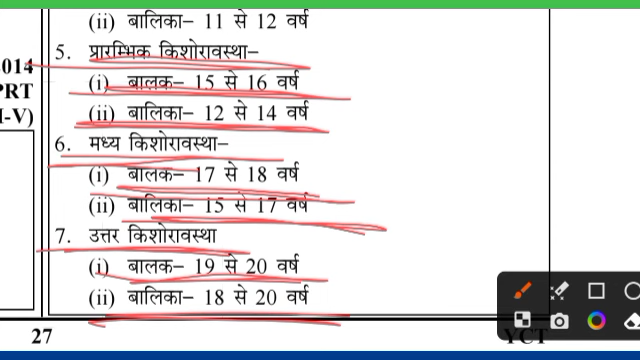 (ii) बालिका– 11 से 12 वर्ष
5. प्रारम्भिक किशोरावस्था–
(i) बालक– 15 से 16 वर्ष
(ii) बालिका– 12 से 14 वर्ष
6. मध्य किशोरावस्था–
(i) बालक– 17 से 18 वर्ष
(ii) बालिका– 15 से 17 वर्ष
7. उत्तर किशोरावस्था
(i) बालक– 19 से 20 वर्ष
(ii) बालिका– 18 से 20 वर्ष
014
PRT
I-V)
27
YCT